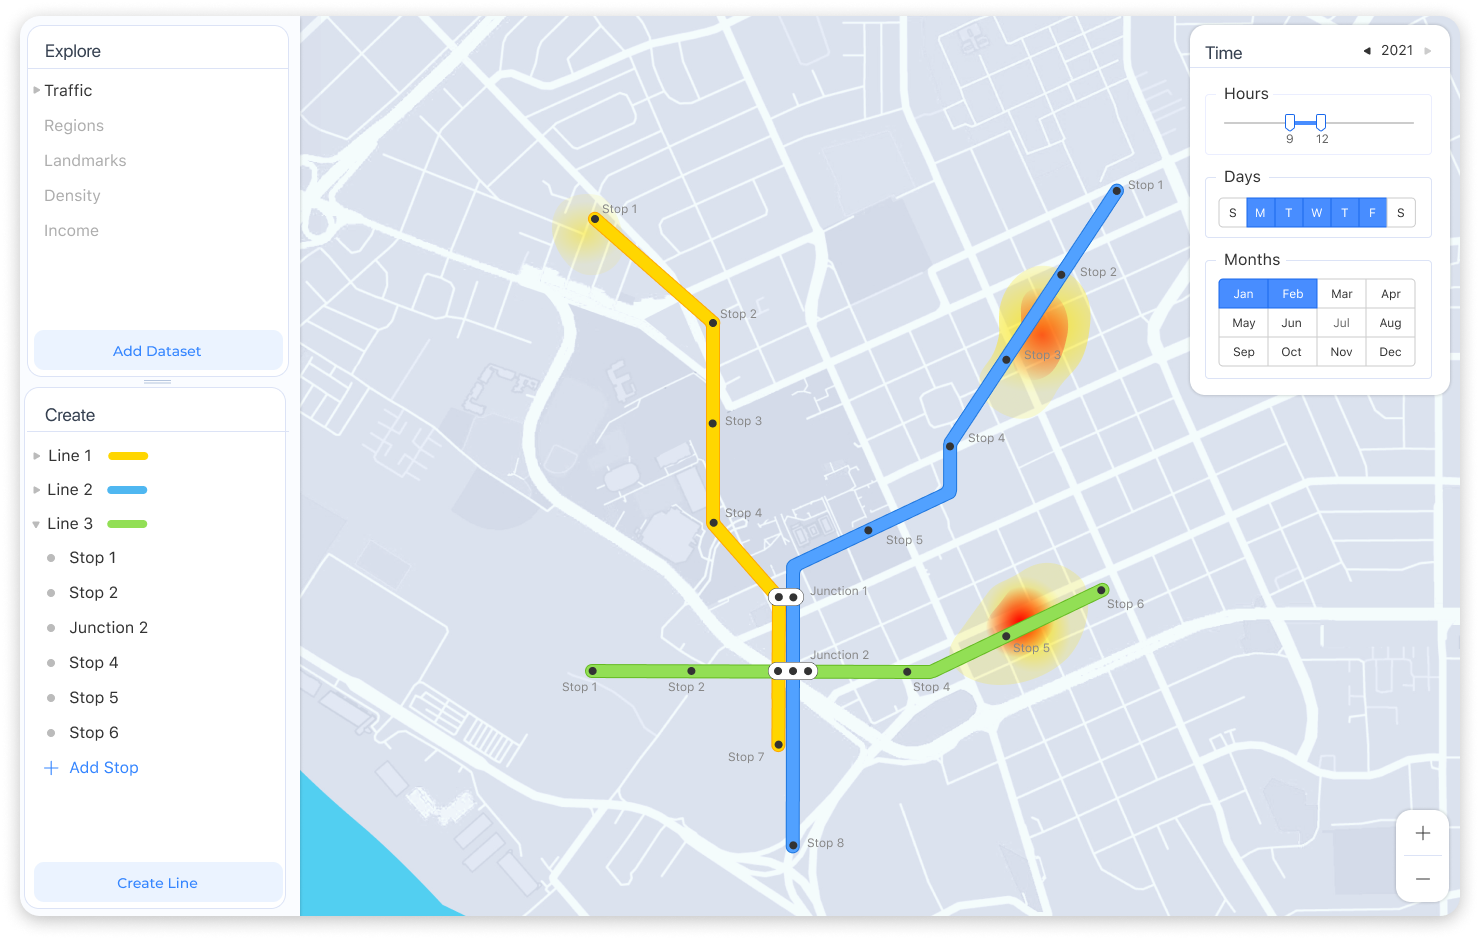 Explore
Traffic
Regions
Landmarks
Density
Income
Add Dataset
Create
Line 1
Line 2
Line 3
Stop 1
Stop 2
Junction 2
Stop 4
Stop 5
Stop 6
Add Stop
Create Line
Stop 1
Stop 2
Stop 3
Stop 4
Junction 1
Junction 2
Stop 7
Stop 1
Stop 2
Stop 3
Stop 4
Stop 5
Stop 8
Stop 1
Stop 2
Stop 4
Stop 5
Stop 6
Time
2021
Hours
9 12
Days
S M T W T F S
Months
Jan Feb Mar Apr
May Jun Jul Aug
Sep Oct Nov Dec